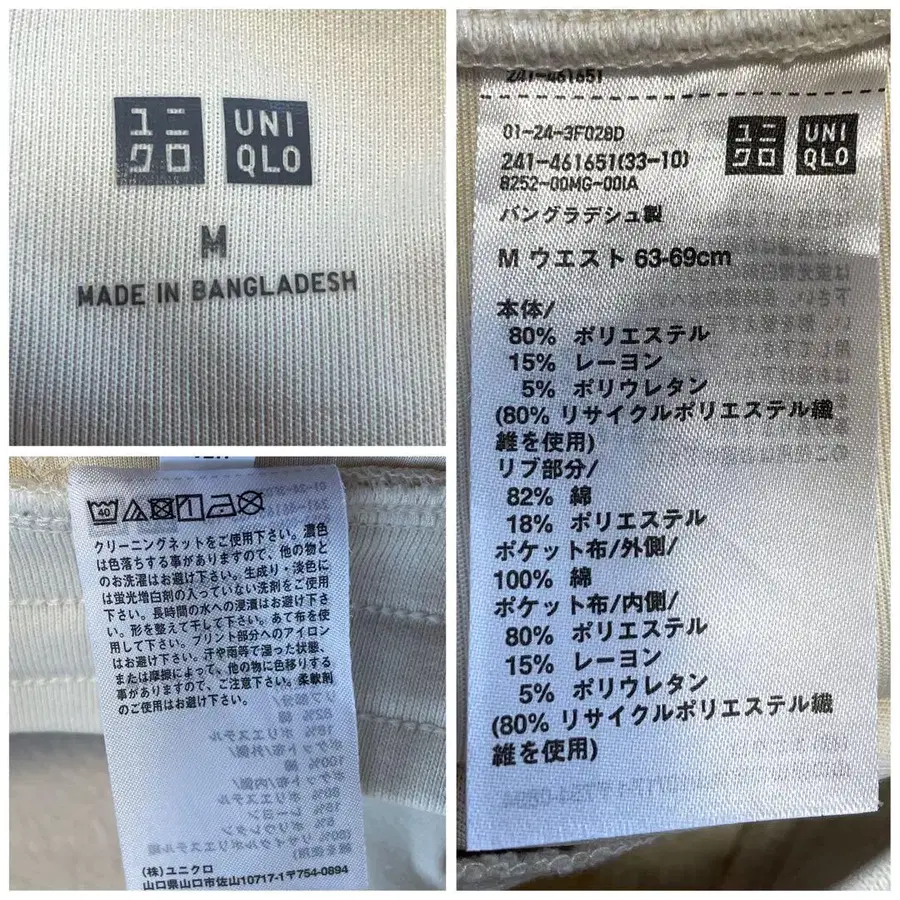 ユニ
クロ
UNI
QLO
M
MADE IN BANGLADESH
241-461651
01-24-3F028D
241-461651(33-10)
8252-00MG-001A
ユニ
クロ
UNI
QLO
バングラデシュ製
M ウエスト 63-69cm
本体/
80% ポリエステル
15% レーヨン
5% ポリウレタン
(80% リサイクルポリエステル繊
維を使用)
リブ部分/
82% 綿
18% ポリエステル
ポケット布/外側/
100% 綿
ポケット布/内側/
80% ポリエステル
15% レーヨン
5% ポリウレタン
(80% リサイクルポリエステル繊
維を使用)
40
クリーニングネットをご使用下さい。濃色
は色落ちする事がありますので、他の物と
のお洗濯はお避け下さい。生成り・淡色に
は蛍光増白剤の入っていない洗剤をご使用
下さい。長時間の水への浸漬はお避け下さ
い。形を整えて干して下さい。あて布を使
用して下さい。プリント部分へのアイロン
はお避け下さい。汗や雨等で湿った状態、
または摩擦によって、他の物に色移りする
事がありますので、ご注意下さい。柔軟剤
のご使用はお避け下さい。
(株)ユニクロ
山口県山口市佐山10717-1〒754-0894